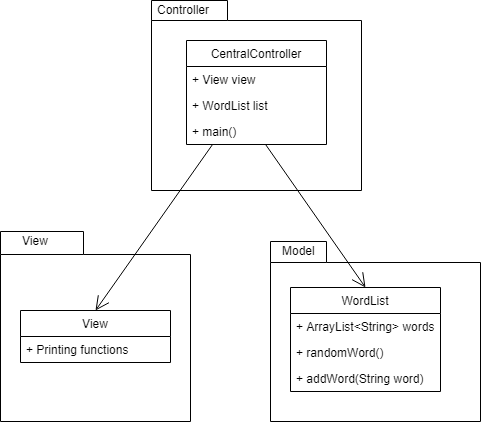 Controller
CentralController
+ View view
+ WordList list
+ main()
View
View
+ Printing functions
Model
WordList
+ ArrayList<String> words
+ randomWord()
+ addWord(String word)